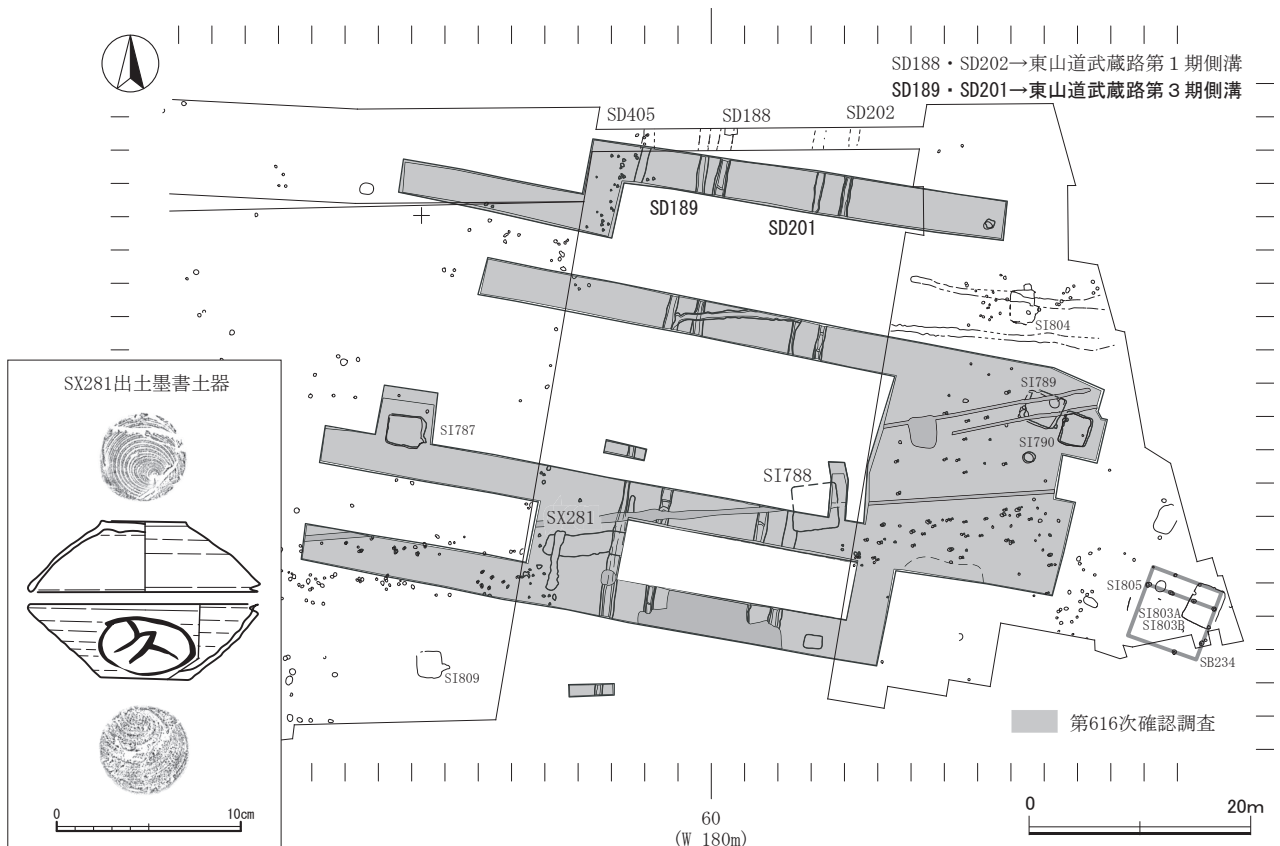 SD188・SD202→東山道武蔵路第１期側溝
SD189・SD201→東山道武蔵路第３期側溝
SD405
SD188
SD202
SD189
SD201
SI804
SI789
SI790
SI787
SI788
SX281
SI805
SI803A
SI803B
SB234
SI809
SX281出土墨書土器
久
0
10cm
第616次確認調査
60
(W 180m)
0
20m